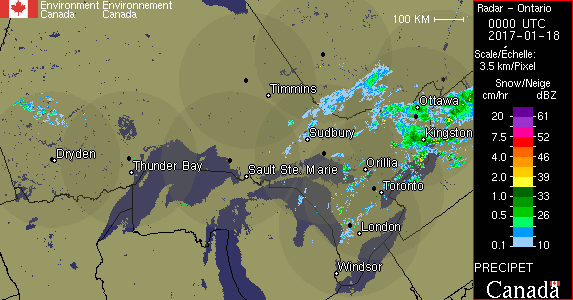 Environment Environnement
Canada Canada
100 KM
Timmins
Ottawa
Sudbury
Kingston
Dryden
Thunder Bay
Sault Ste. Marie
Orillia
Toronto
London
Windsor
Radar - Ontario
0000 UTC
2017-01-18
Scale/Échelle:
3.5 km/Pixel
Snow/Neige
cm/hr dBZ
20 61
7.5 52
4.0 46
2.0 39
1.0 33
0.5 26
0.1 10
PRECIPET
Canada